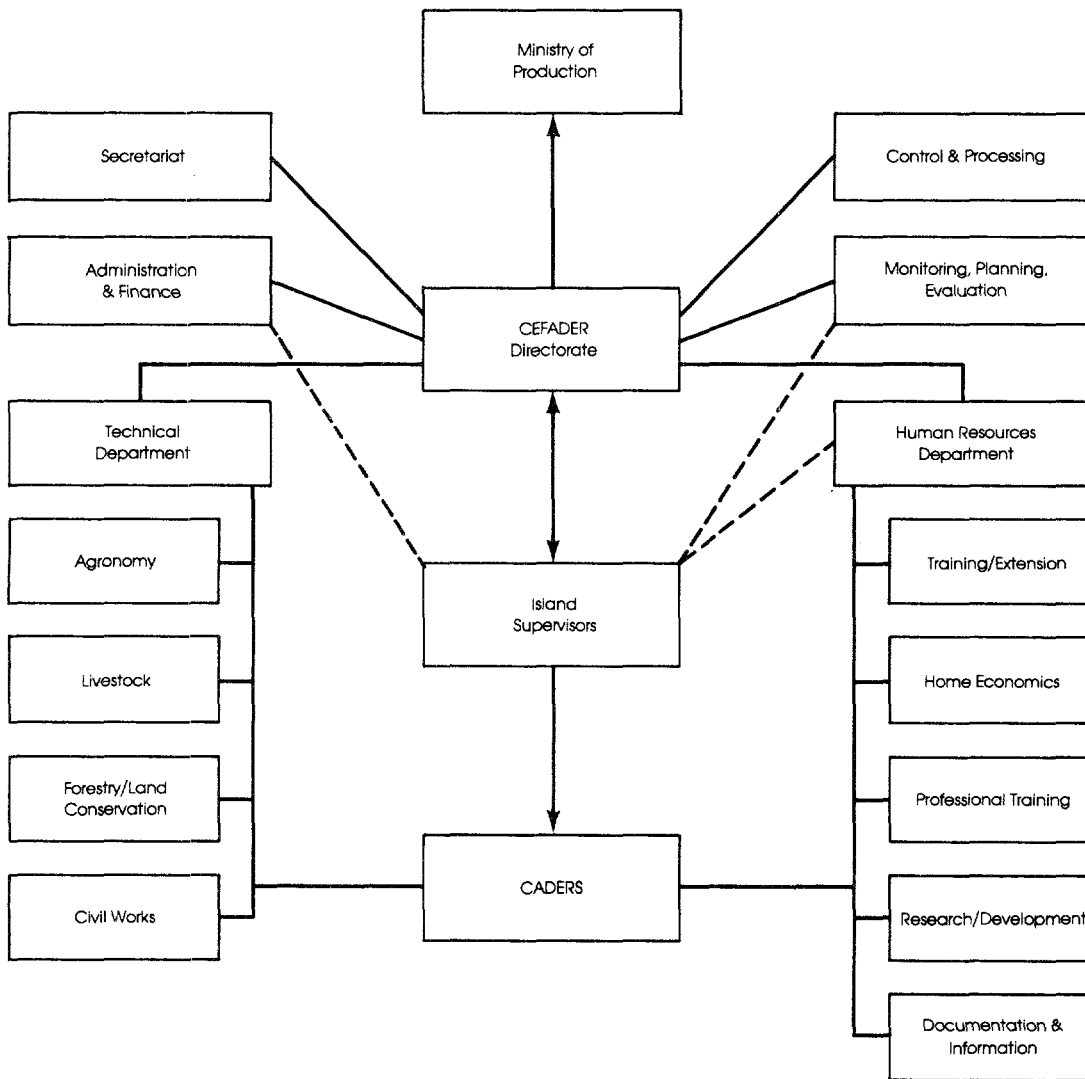 Ministry of
Production
Secretariat
Control & Processing
Administration
& Finance
Monitoring, Planning,
Evaluation
CEFADER
Directorate
Technical
Department
Human Resources
Department
Agronomy
Island
Supervisors
Training/Extension
Livestock
Home Economics
Forestry/Land
Conservation
Professional Training
CADERS
Civil Works
Research/Development
Documentation &
Information